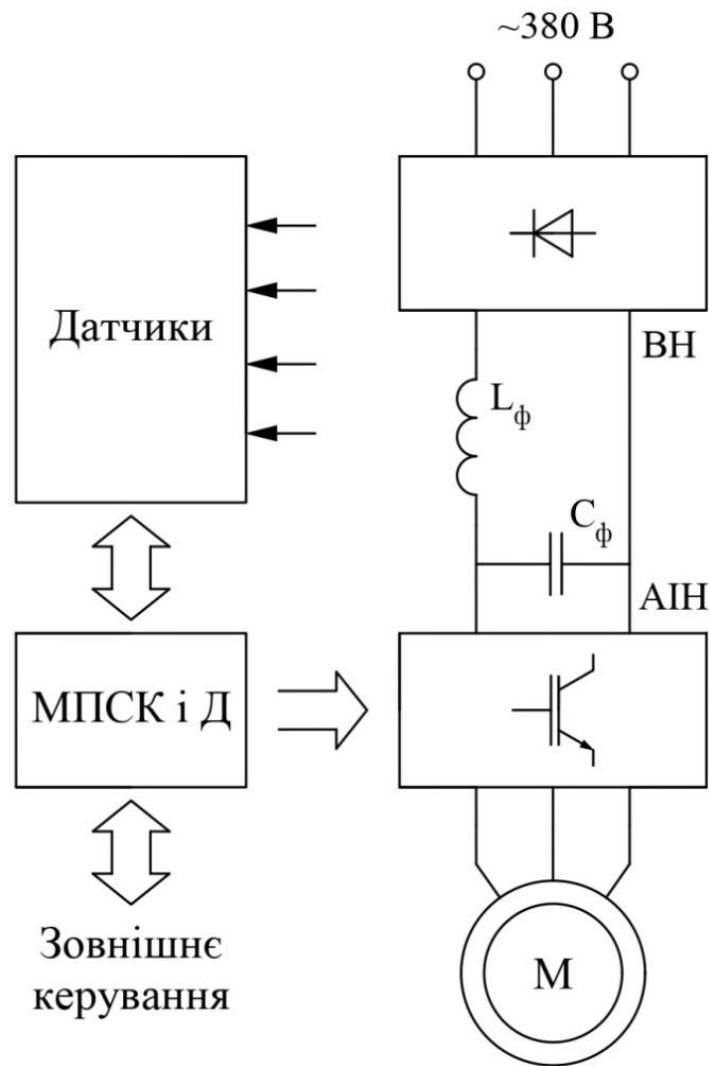 ~380 В
Датчики
ВН
Lф
Cф
АІН
МПСК і Д
Зовнішнє
керування
М